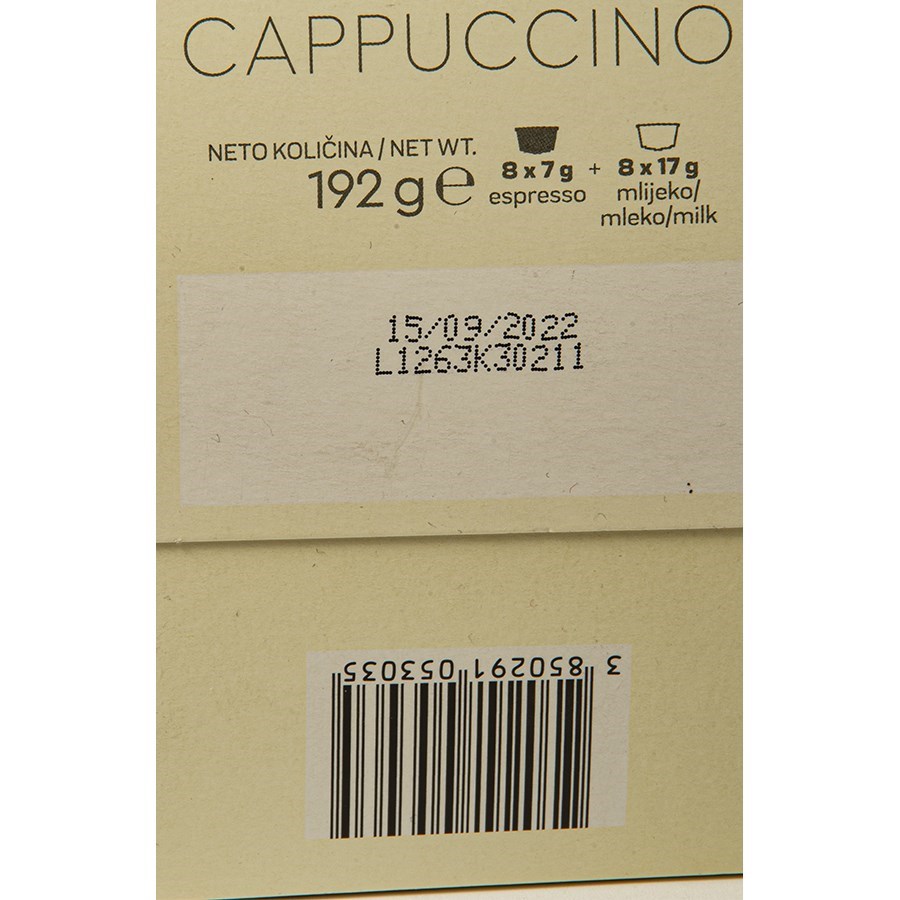 CAPPUCCINO
NETO KOLIČINA / NET WT.
192 g ℮
8 x 7 g + 8 x 17 g
espresso
mlijeko/
mleko/milk
15/09/2022
L1263K30211
3 850291 053035